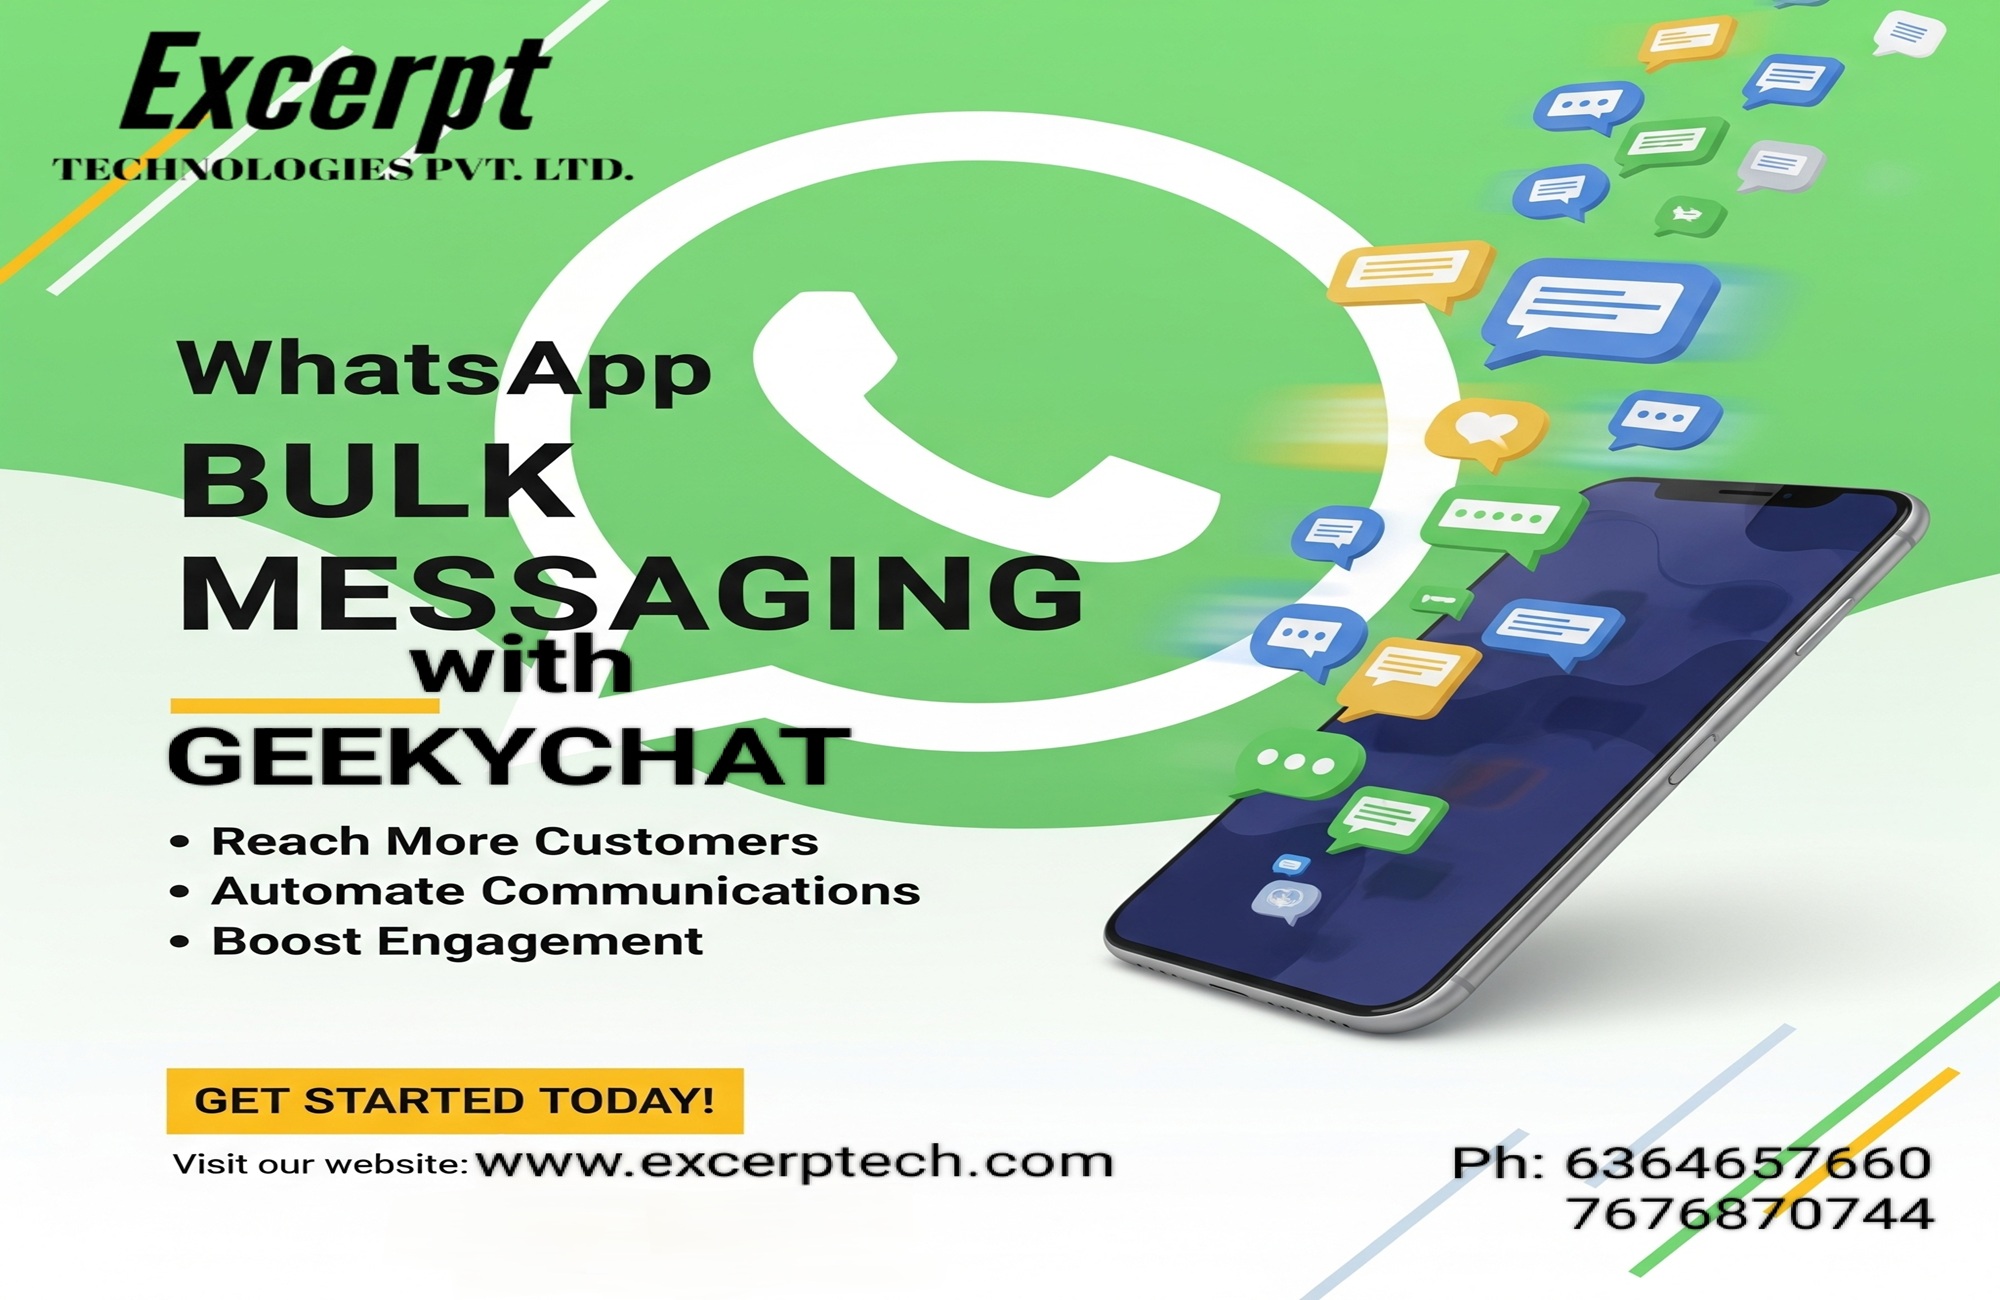 Excerpt
TECHNOLOGIES PVT. LTD.
WhatsApp
BULK
MESSAGING
with
GEEKYCHAT
• Reach More Customers
• Automate Communications
• Boost Engagement
GET STARTED TODAY!
Visit our website: www.excerptech.com
Ph: 6364657660
7676870744